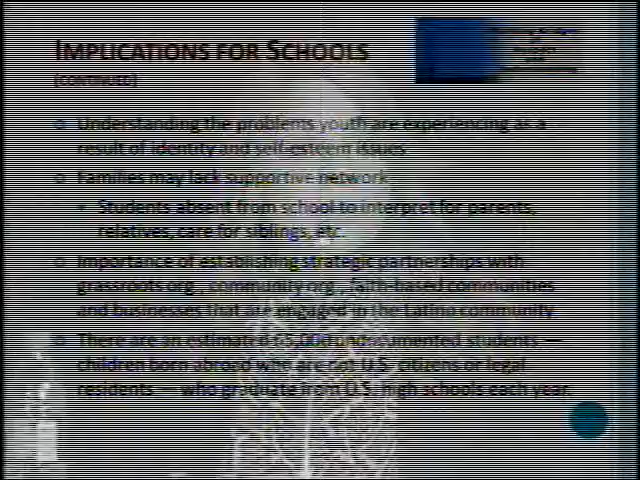 IMPLICATIONS FOR SCHOOLS
(CONTINUED)
Understanding the problems youth are experiencing as a
result of identity and self-esteem issues
Families may lack supportive network
Students absent from school to interpret for parents,
relatives, care for siblings, etc.
Importance of establishing strategic partnerships with
grassroots org., community org., faith-based communities
and businesses that are engaged in the Latino community
There are an estimated 65,000 undocumented students —
children born abroad who are not U.S. citizens or legal
residents — who graduate from U.S. high schools each year.